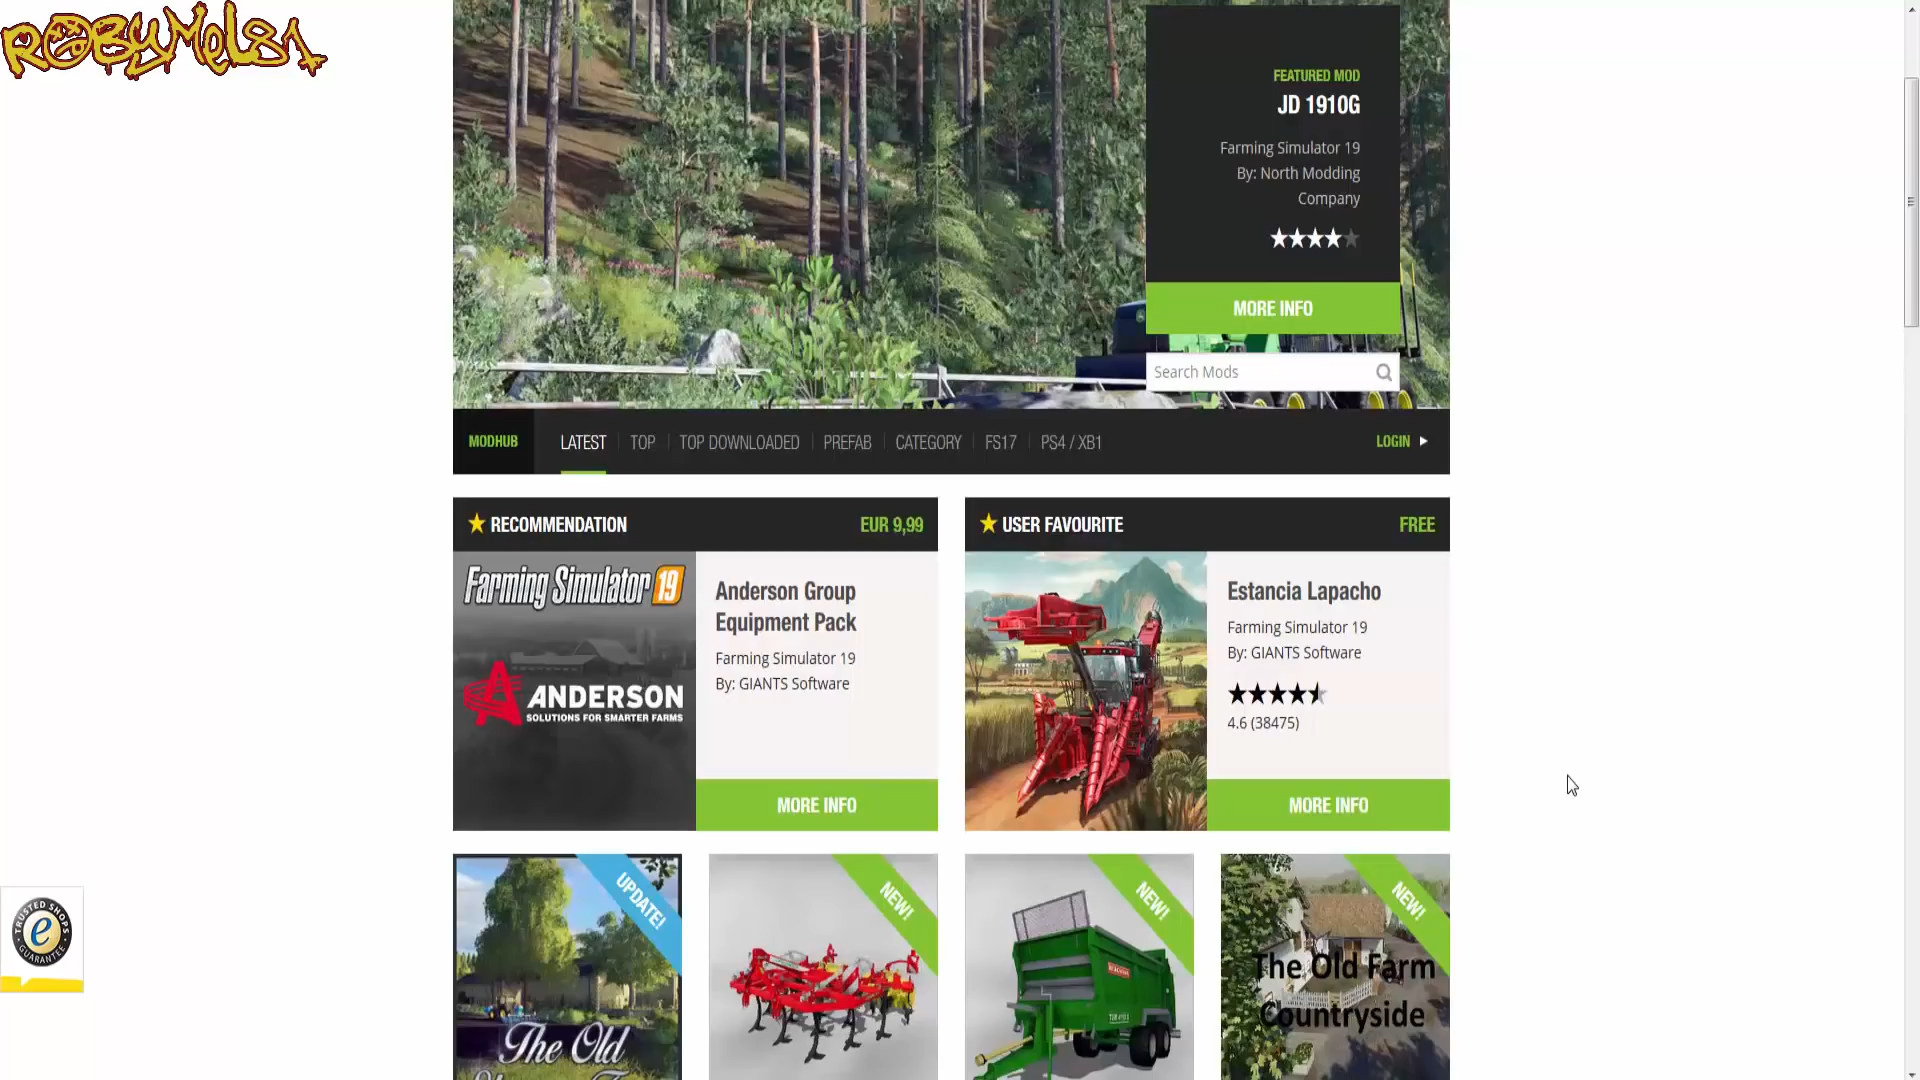 RobyMel81
FEATURED MOD
JD 1910G
Farming Simulator 19
By: North Modding
Company
MORE INFO
Search Mods
MODHUB LATEST TOP TOP DOWNLOADED PREFAB CATEGORY FS17 PS4 / XB1 LOGIN
RECOMMENDATION EUR 9,99
Farming Simulator 19
ANDERSON
SOLUTIONS FOR SMARTER FARMS
Anderson Group
Equipment Pack
Farming Simulator 19
By: GIANTS Software
MORE INFO
USER FAVOURITE FREE
Estancia Lapacho
Farming Simulator 19
By: GIANTS Software
4.6 (38475)
MORE INFO
UPDATE!
The Old
NEW!
NEW!
NEW!
The Old Farm
Countryside
TRUSTED SHOPS
e
GUARANTEE